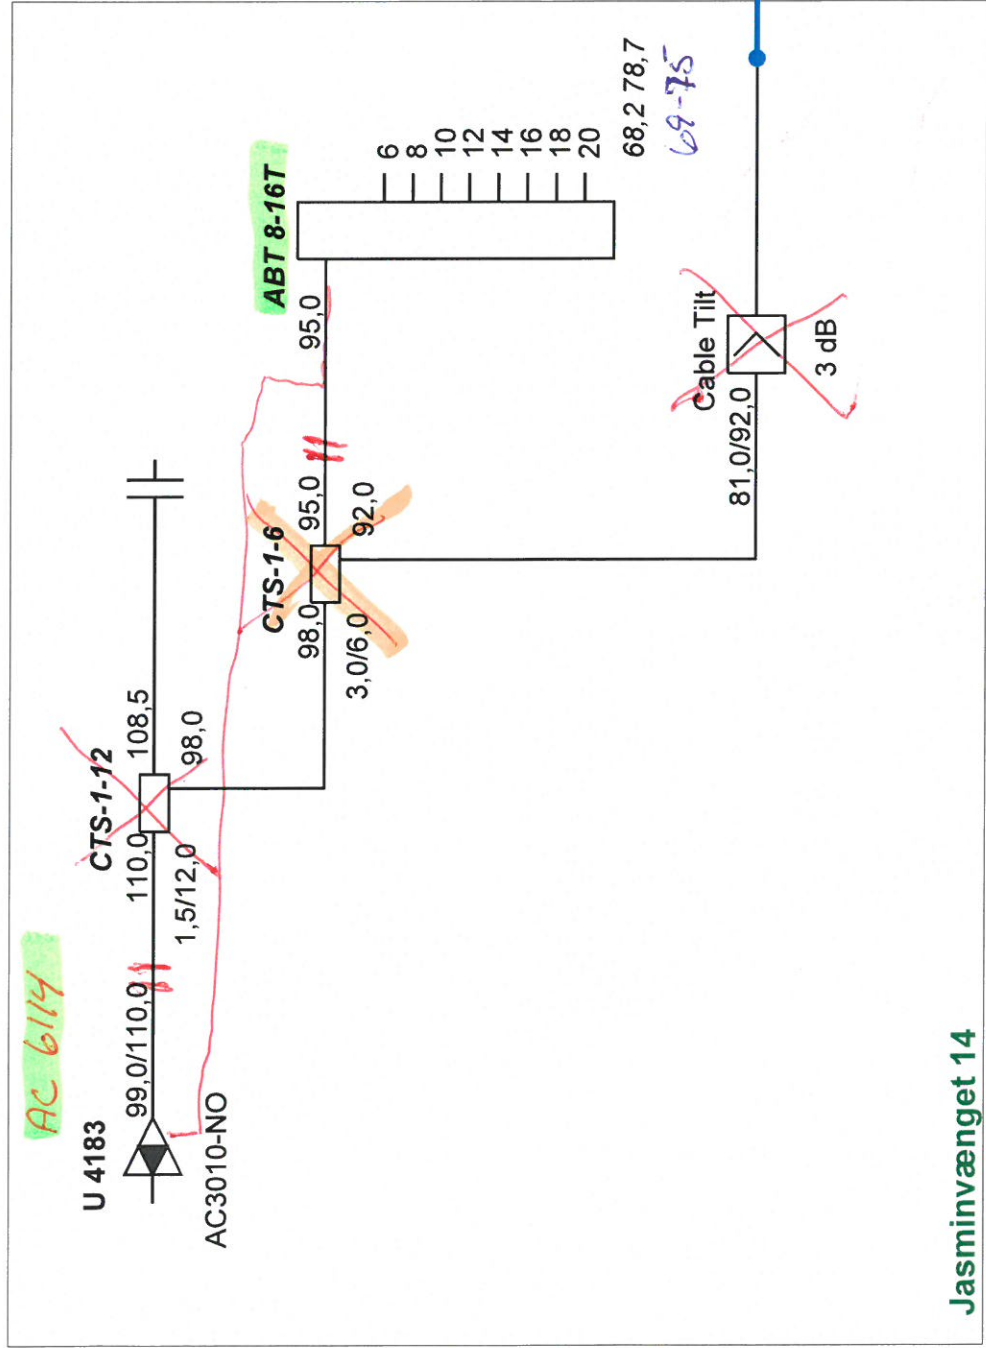 AC 6114
U 4183
99,0/110,0
AC3010-NO
CTS-1-12
110,0
108,5
1,5/12,0
98,0
CTS-1-6
98,0
95,0
3,0/6,0
92,0
95,0
ABT 8-16T
6
8
10
12
14
16
18
20
68,2 78,7
69-75
81,0/92,0
Cable Tilt
3 dB
Jasminvænget 14